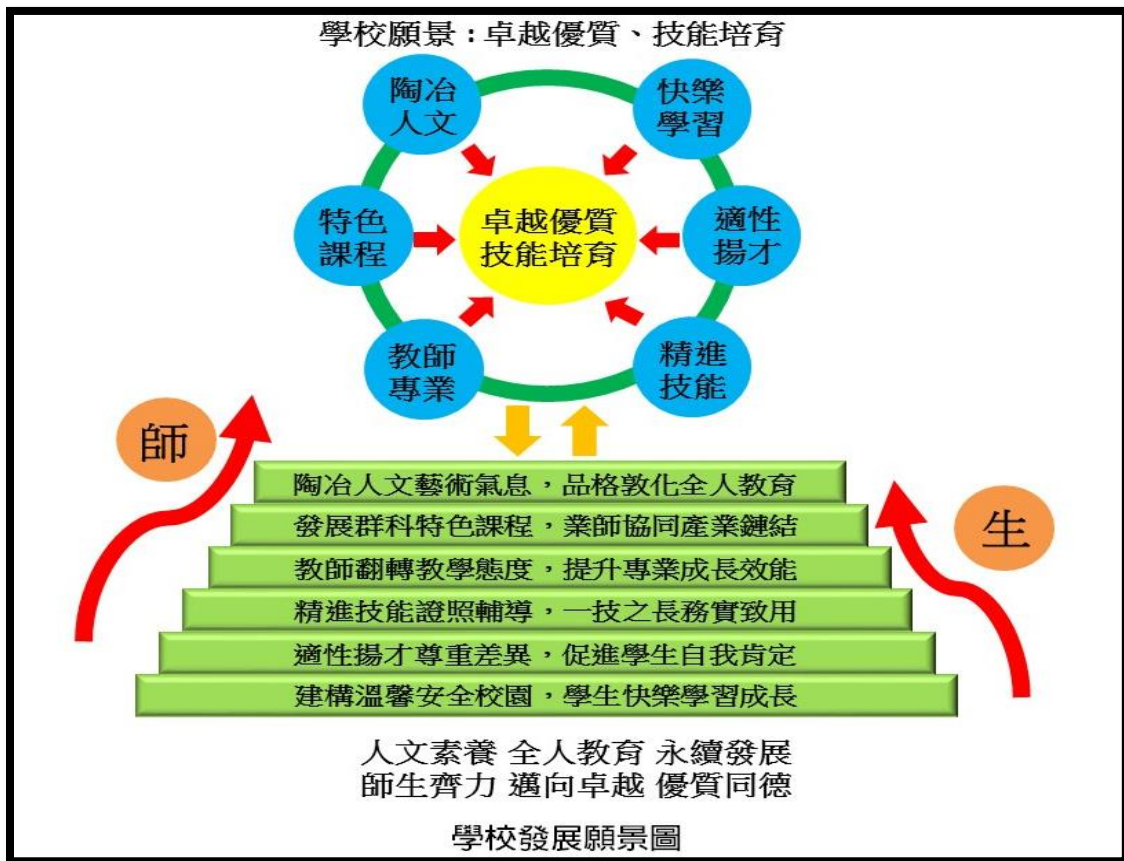 學校願景：卓越優質、技能培育
陶冶
人文
快樂
學習
特色
課程
卓越優質
技能培育
適性
揚才
教師
專業
精進
技能
師
生
陶冶人文藝術氣息，品格敦化全人教育
發展群科特色課程，業師協同產業鏈結
教師翻轉教學態度，提升專業成長效能
精進技能證照輔導，一技之長務實致用
適性揚才尊重差異，促進學生自我肯定
建構溫馨安全校園，學生快樂學習成長
人文素養 全人教育 永續發展
師生齊力 邁向卓越 優質同德
學校發展願景圖